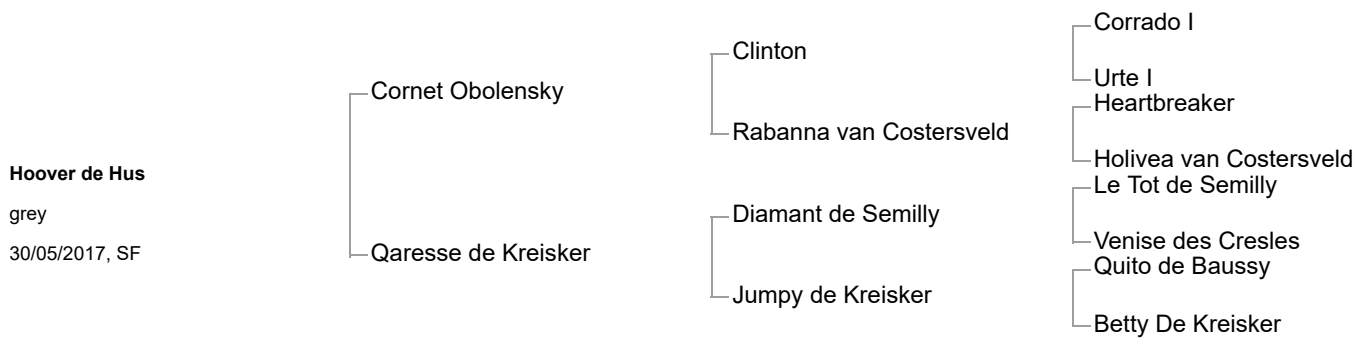 Hoover de Hus
grey
30/05/2017, SF
Cornet Obolensky
Qaresse de Kreisker
Clinton
Rabanna van Costersveld
Diamant de Semilly
Jumpy de Kreisker
Corrado I
Urte I
Heartbreaker
Holivea van Costersveld
Le Tot de Semilly
Venise des Cresles
Quito de Baussy
Betty De Kreisker